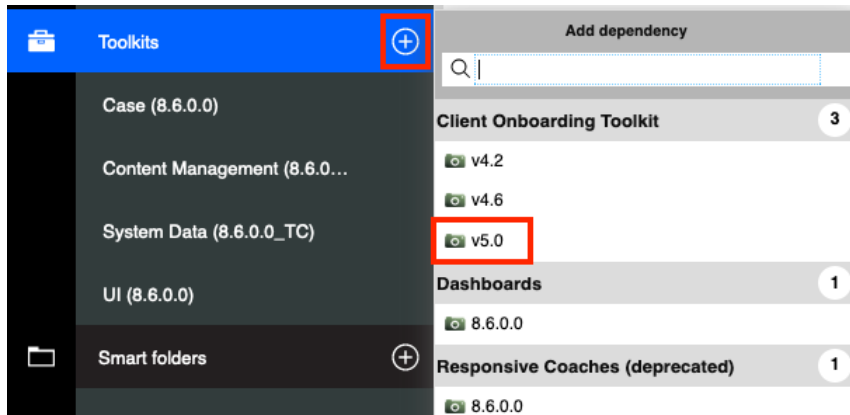 Toolkits
Case (8.6.0.0)
Content Management (8.6.0...
System Data (8.6.0.0_TC)
UI (8.6.0.0)
Smart folders
Add dependency
Client Onboarding Toolkit 3
v4.2
v4.6
v5.0
Dashboards 1
8.6.0.0
Responsive Coaches (deprecated) 1
8.6.0.0